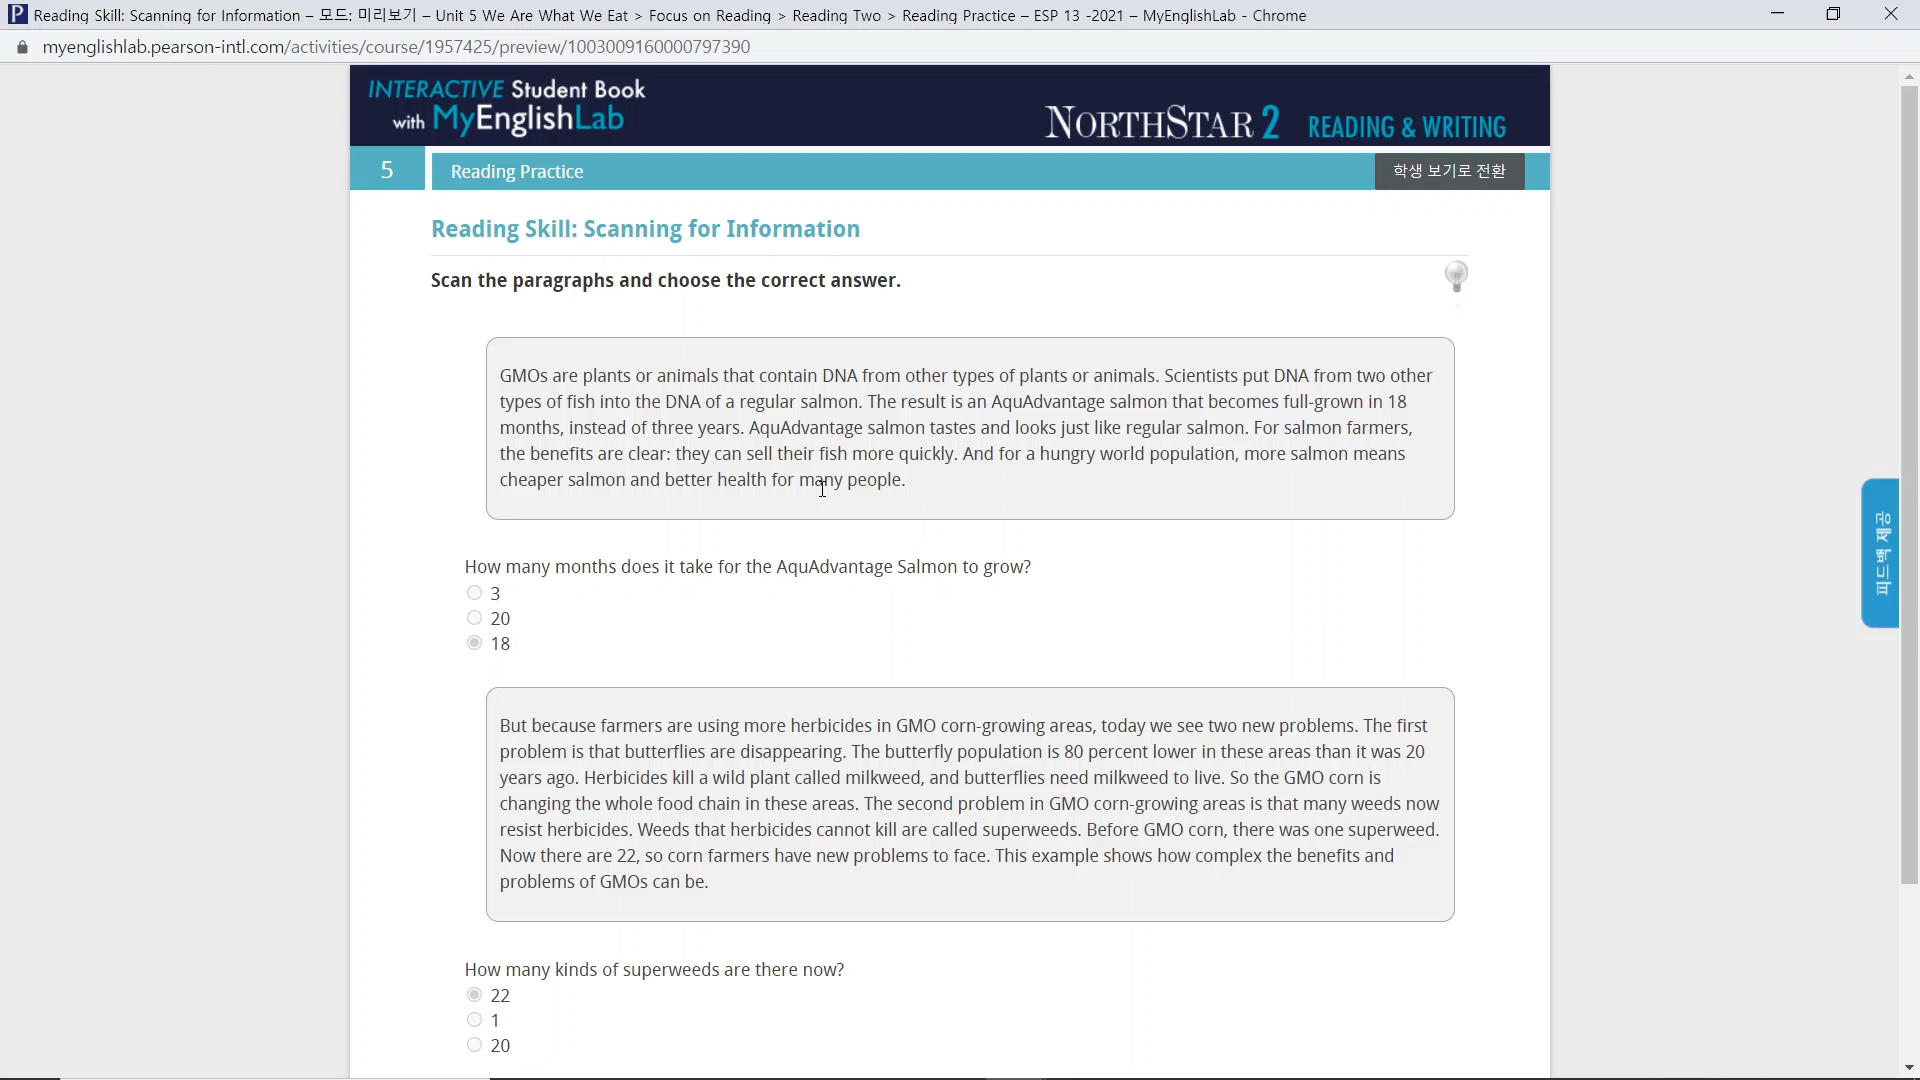 Reading Skill: Scanning for Information – 모드: 미리보기 – Unit 5 We Are What We Eat > Focus on Reading > Reading Two > Reading Practice – ESP 13 -2021 – MyEnglishLab - Chrome
myenglishlab.pearson-intl.com/activities/course/1957425/preview/1003009160000797390
INTERACTIVE Student Book
with MyEnglishLab
NORTHSTAR 2 READING & WRITING
5 Reading Practice 학생 보기로 전환
Reading Skill: Scanning for Information
Scan the paragraphs and choose the correct answer.
GMOs are plants or animals that contain DNA from other types of plants or animals. Scientists put DNA from two other
types of fish into the DNA of a regular salmon. The result is an AquAdvantage salmon that becomes full-grown in 18
months, instead of three years. AquAdvantage salmon tastes and looks just like regular salmon. For salmon farmers,
the benefits are clear: they can sell their fish more quickly. And for a hungry world population, more salmon means
cheaper salmon and better health for many people.
How many months does it take for the AquAdvantage Salmon to grow?
3
20
18
피드백 제공
But because farmers are using more herbicides in GMO corn-growing areas, today we see two new problems. The first
problem is that butterflies are disappearing. The butterfly population is 80 percent lower in these areas than it was 20
years ago. Herbicides kill a wild plant called milkweed, and butterflies need milkweed to live. So the GMO corn is
changing the whole food chain in these areas. The second problem in GMO corn-growing areas is that many weeds now
resist herbicides. Weeds that herbicides cannot kill are called superweeds. Before GMO corn, there was one superweed.
Now there are 22, so corn farmers have new problems to face. This example shows how complex the benefits and
problems of GMOs can be.
How many kinds of superweeds are there now?
22
1
20